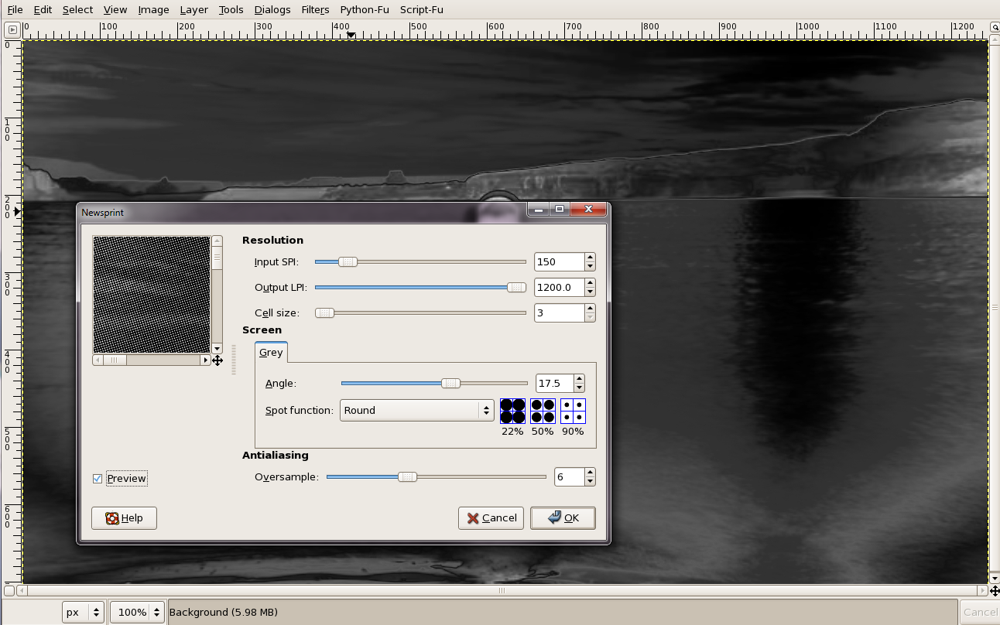 File Edit Select View Image Layer Tools Dialogs Filters Python-Fu Script-Fu
0 100 200 300 400 500 600 700 800 900 1000 1100 1200
0
100
200
Newsprint
Resolution
Input SPI: 150
300
Output LPI: 1200.0
Cell size: 3
Screen
400
Grey
Angle: 17.5
Spot function: Round
22% 50% 90%
500
Antialiasing
Preview
Oversample: 6
600
Help Cancel OK
px 100% Background (5.98 MB) Cancel